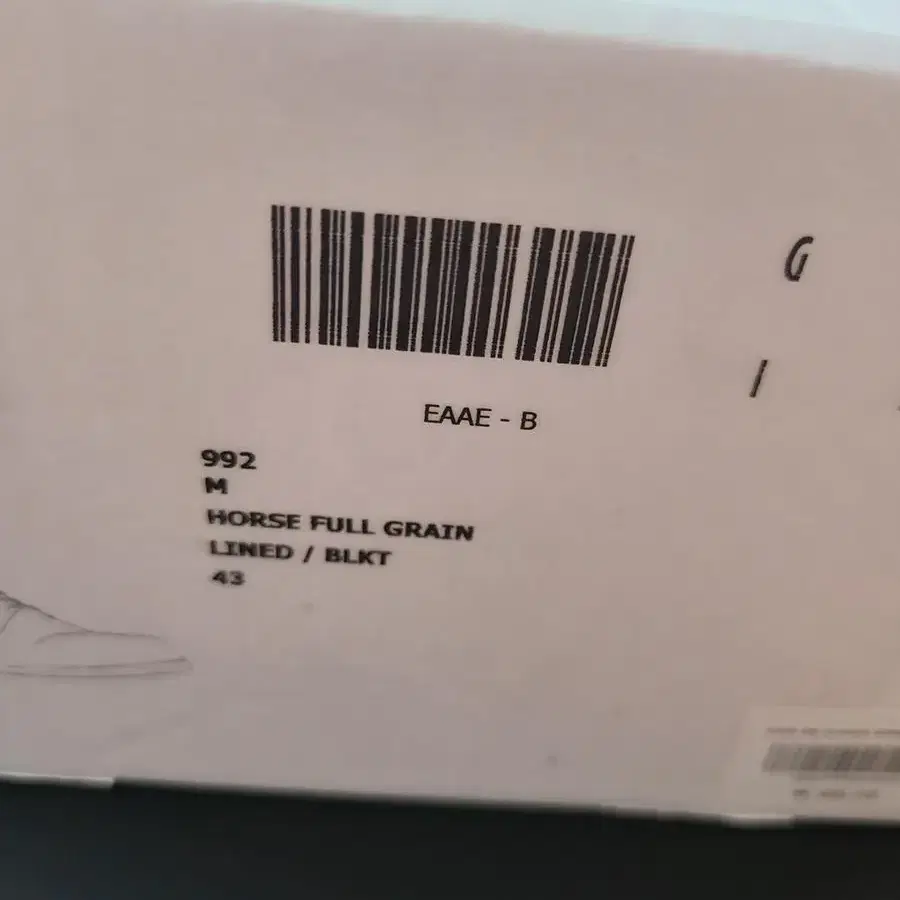 G
I
EAAE - B
992
M
HORSE FULL GRAIN
LINED / BLKT
43